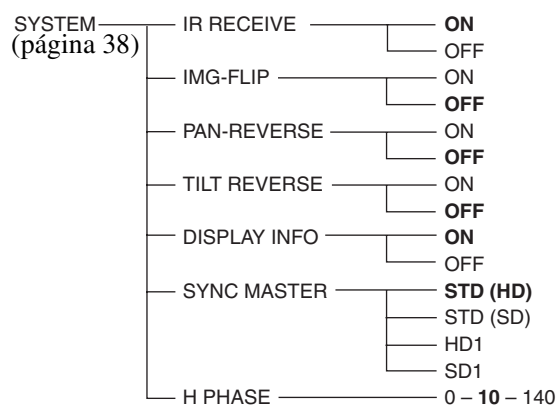 SYSTEM IR RECEIVE ON
(página 38) OFF
IMG-FLIP ON
OFF
PAN-REVERSE ON
OFF
TILT REVERSE ON
OFF
DISPLAY INFO ON
OFF
SYNC MASTER STD (HD)
STD (SD)
HD1
SD1
H PHASE 0 – 10 – 140